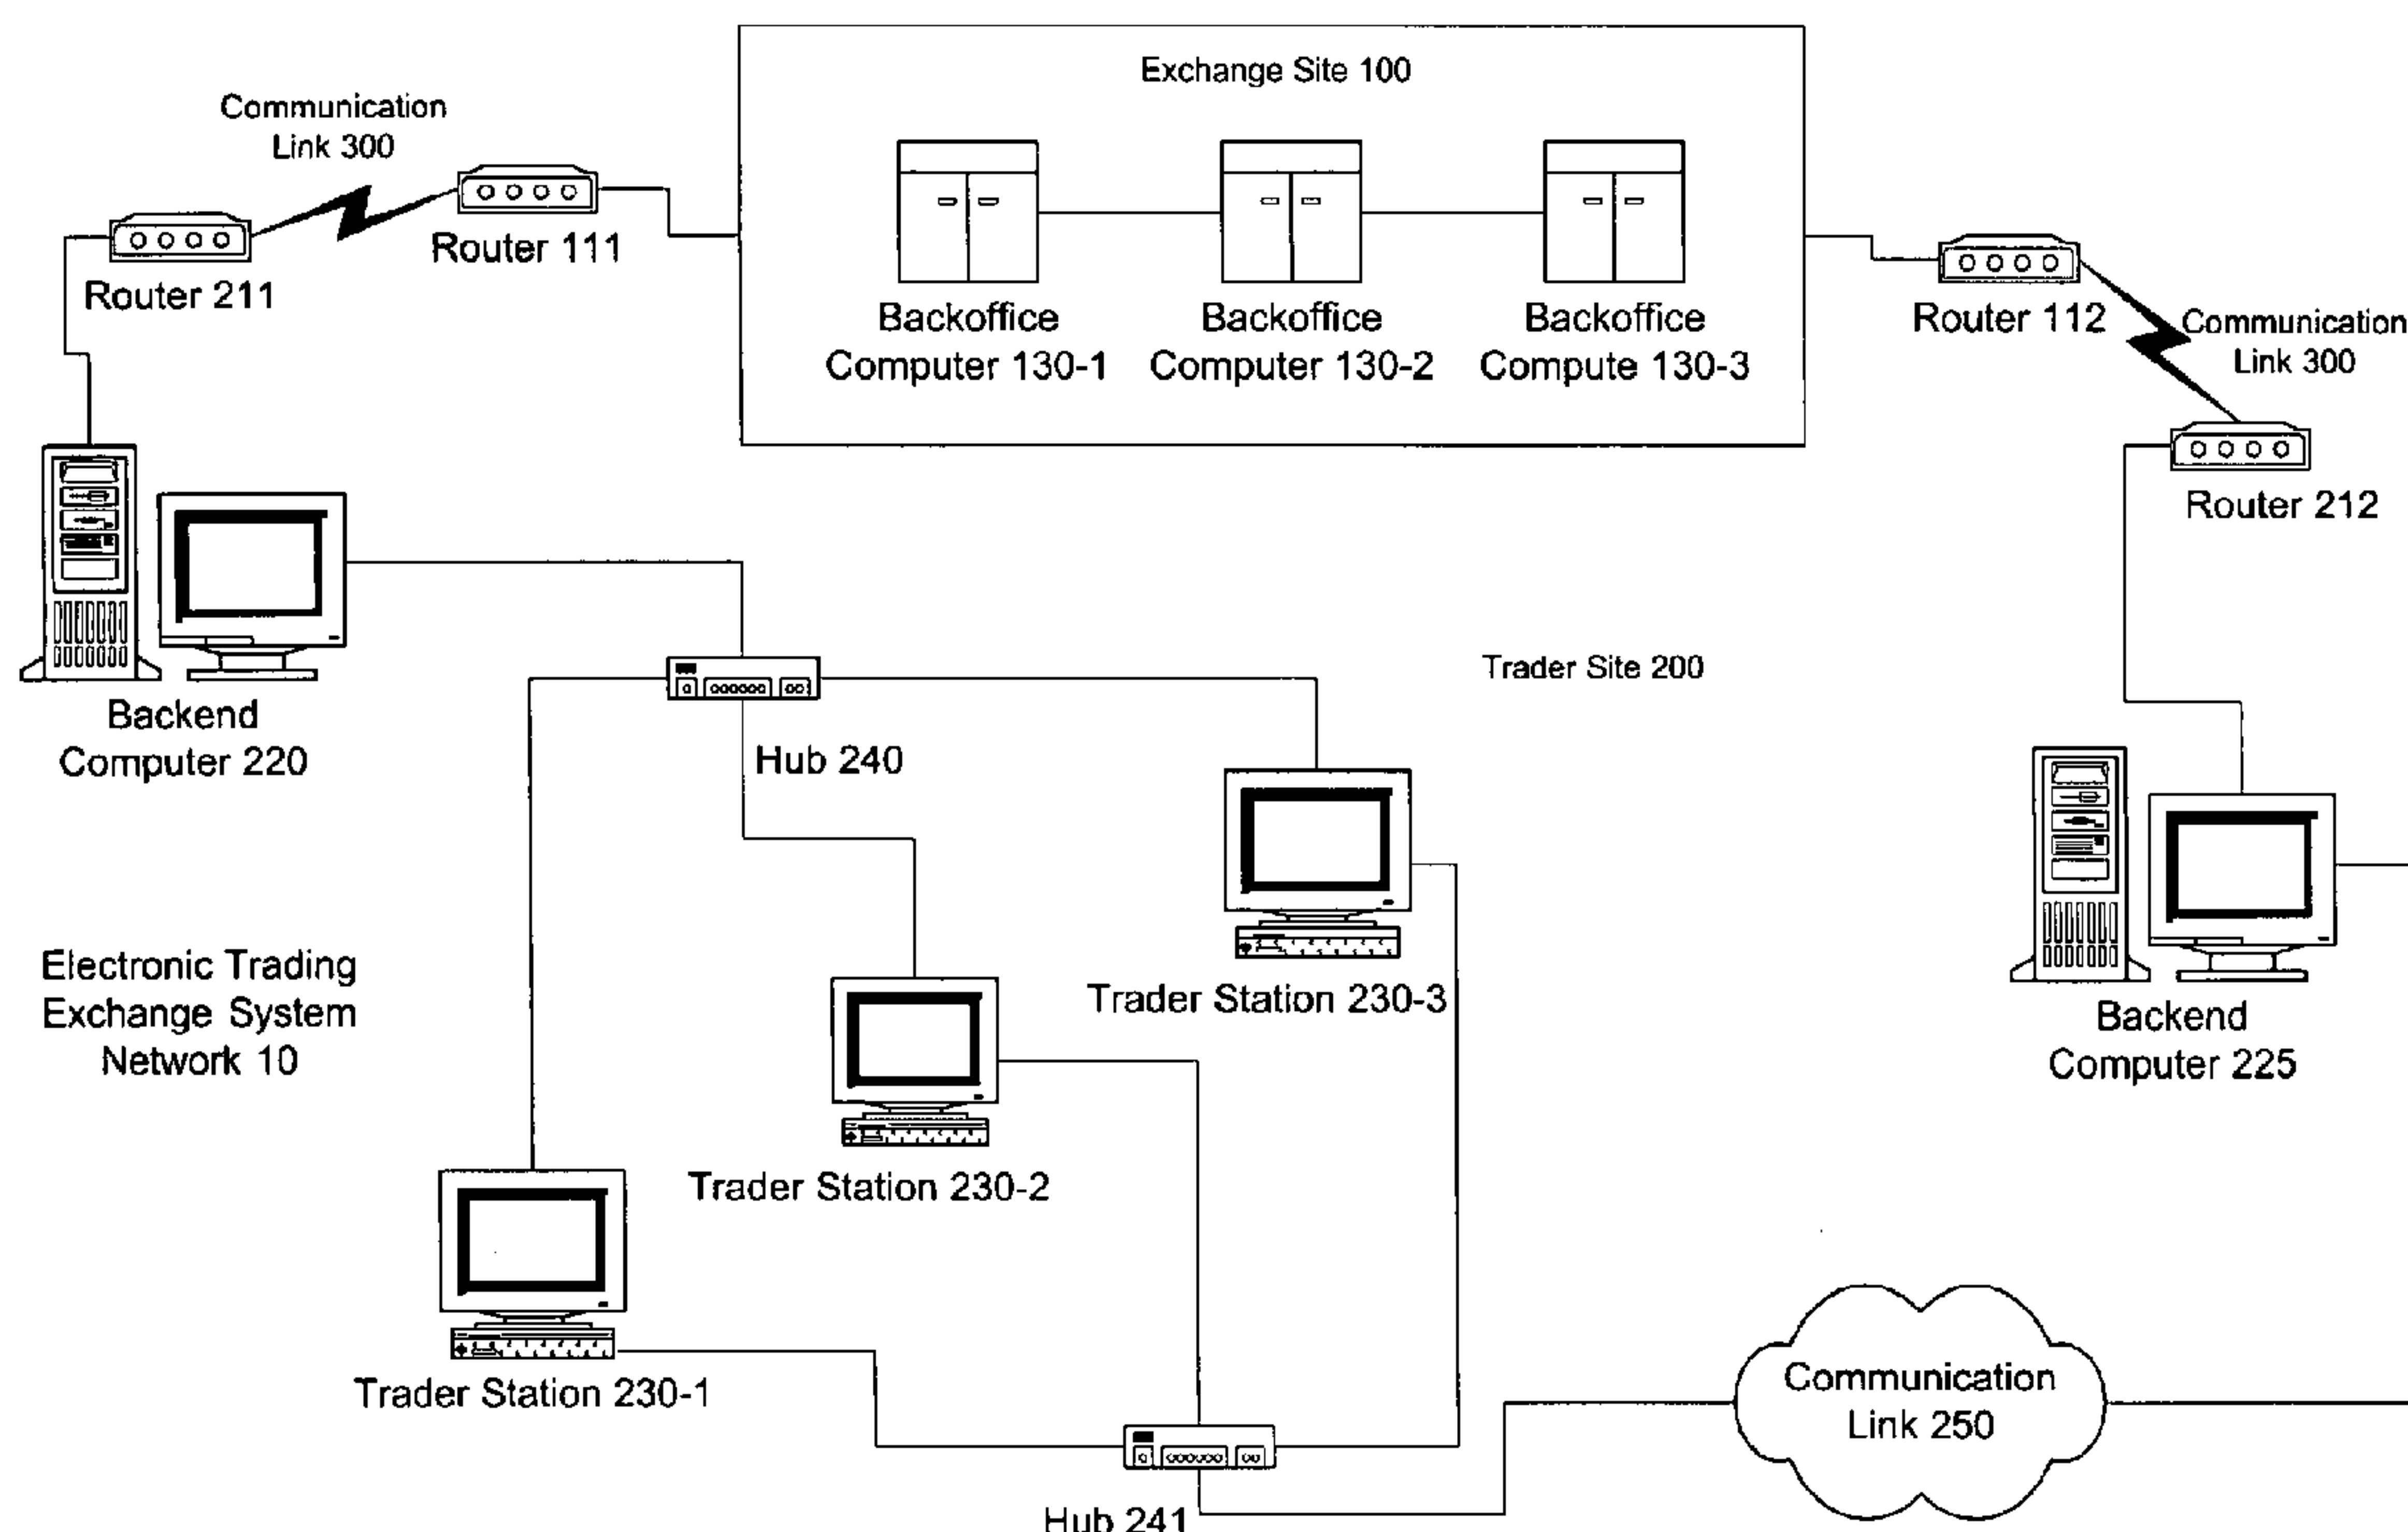 Exchange Site 100
Communication
Link 300
Router 111
Router 211
Backoffice
Computer 130-1
Backoffice
Computer 130-2
Backoffice
Compute 130-3
Router 112
Communication
Link 300
Router 212
Backend
Computer 220
Hub 240
Trader Site 200
Trader Station 230-3
Electronic Trading
Exchange System
Network 10
Backend
Computer 225
Trader Station 230-2
Trader Station 230-1
Communication
Link 250
Hub 241